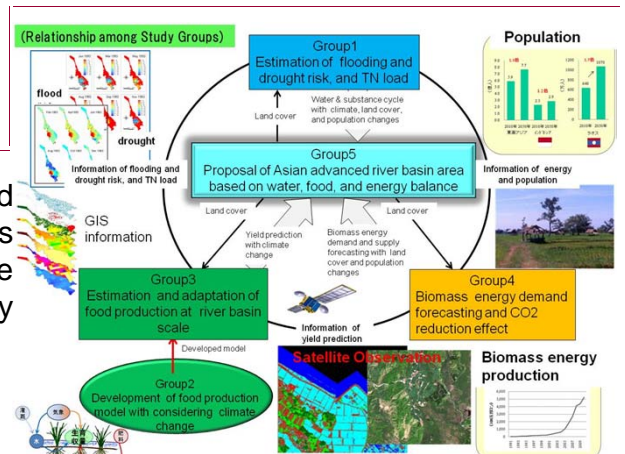 (Relationship among Study Groups)
flood
drought
Group1
Estimation of flooding and
drought risk, and TN load
Population
Land cover
Water & substance cycle
with climate, land cover,
and population changes
Group5
Proposal of Asian advanced river basin area
based on water, food, and energy balance
Information of flooding and
drought risk, and TN load
Information of energy
and population
d
s
e
y
GIS
information
Land cover
Yield prediction
with climate
change
Biomass energy
demand and supply
forecasting with land
cover and population
changes
Land cover
Group3
Estimation and adaptation of
food production at river basin
scale
Group4
Biomass energy demand
forecasting and CO2
reduction effect
Information of
yield prediction
Developed model
Group2
Development of food production
model with considering climate
change
Satellite Observation
Biomass energy
production